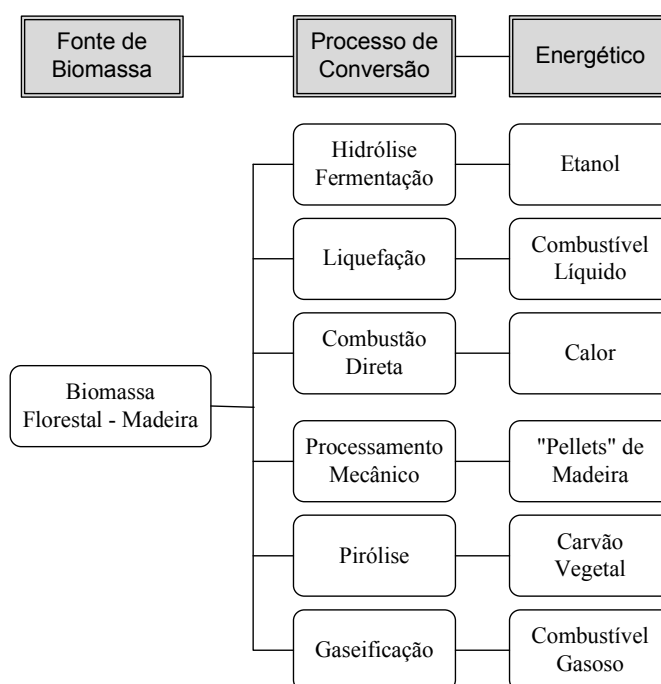 Fonte de
Biomassa
Processo de
Conversão
Energético
Hidrólise
Fermentação
Etanol
Liquefação
Combustível
Líquido
Combustão
Direta
Calor
Biomassa
Florestal - Madeira
Processamento
Mecânico
"Pellets" de
Madeira
Pirólise
Carvão
Vegetal
Gaseificação
Combustível
Gasoso